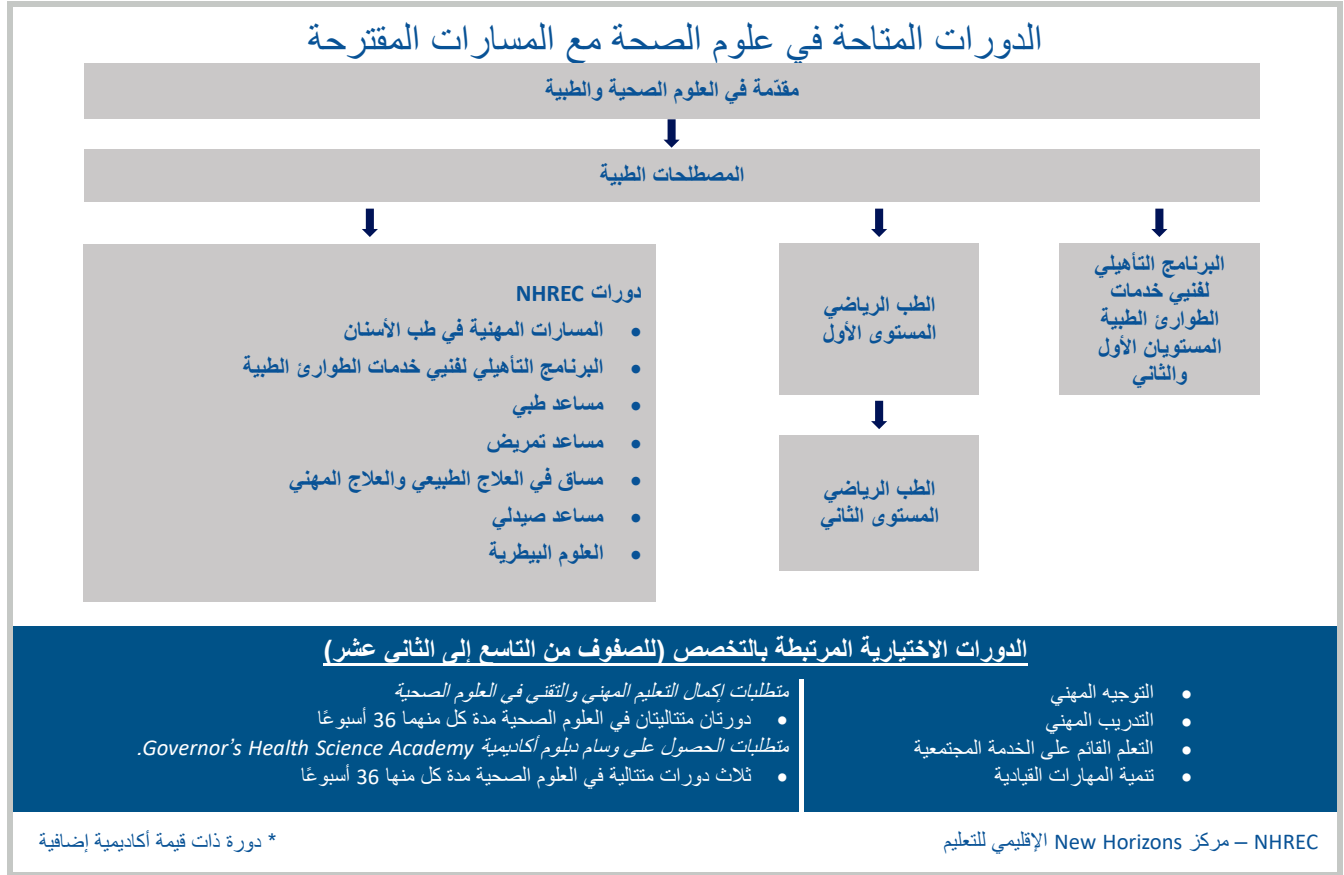 الدورات المتاحة في علوم الصحة مع المسارات المقترحة
مقدّمة في العلوم الصحية والطبية
المصطلحات الطبية
البرنامج التأهيلي
لفنيي خدمات
الطوارئ الطبية
المستويان الأول
والثاني
الطب الرياضي
المستوى الأول
الطب الرياضي
المستوى الثاني
دورات NHREC
• المسارات المهنية في طب الأسنان
• البرنامج التأهيلي لفنيي خدمات الطوارئ الطبية
• مساعد طبي
• مساعد تمريض
• مساق في العلاج الطبيعي والعلاج المهني
• مساعد صيدلي
• العلوم البيطرية
الدورات الاختيارية المرتبطة بالتخصص (للصفوف من التاسع إلى الثاني عشر)
• التوجيه المهني
• التدريب المهني
• التعلم القائم على الخدمة المجتمعية
• تنمية المهارات القيادية
متطلبات إكمال التعليم المهني والتقني في العلوم الصحية
• دورتان متتاليتان في العلوم الصحية مدة كل منهما 36 أسبوعًا
متطلبات الحصول على وسام دبلوم أكاديمية Governor's Health Science Academy.
• ثلاث دورات متتالية في العلوم الصحية مدة كل منها 36 أسبوعًا
NHREC – مركز New Horizons الإقليمي للتعليم
* دورة ذات قيمة أكاديمية إضافية